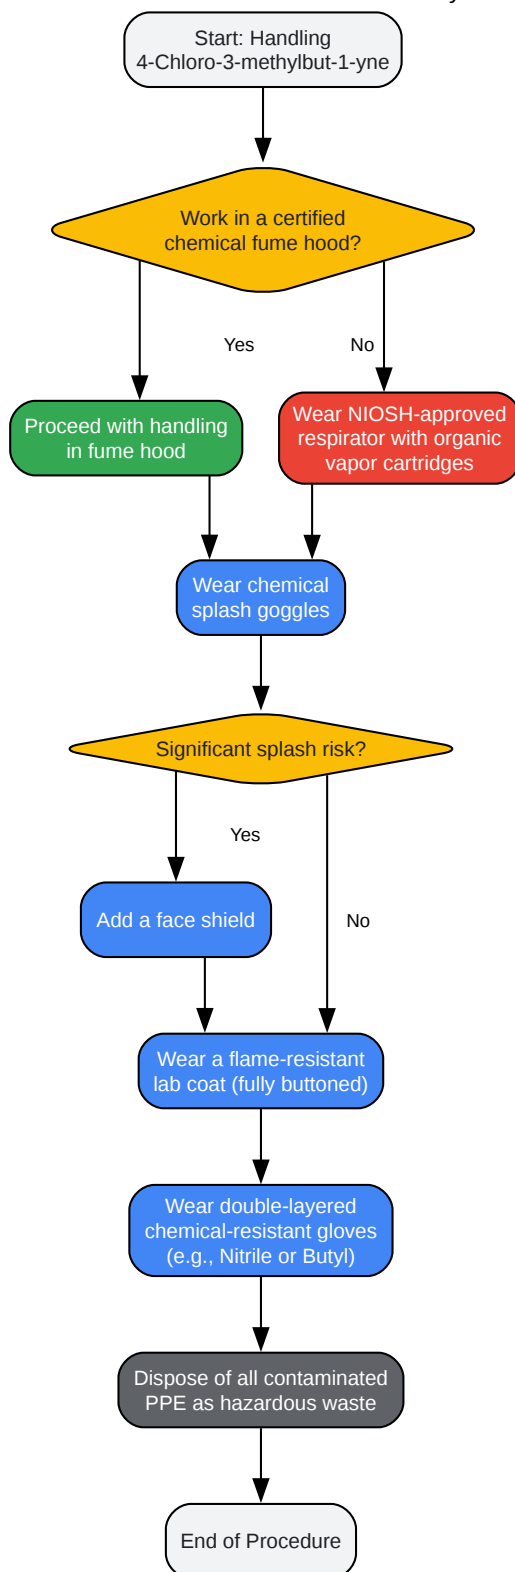 Start: Handling
4-Chloro-3-methylbut-1-yne
Work in a certified
chemical fume hood?
Yes
No
Proceed with handling
in fume hood
Wear NIOSH-approved
respirator with organic
vapor cartridges
Wear chemical
splash goggles
Significant splash risk?
Yes
Add a face shield
No
Wear a flame-resistant
lab coat (fully buttoned)
Wear double-layered
chemical-resistant gloves
(e.g., Nitrile or Butyl)
Dispose of all contaminated
PPE as hazardous waste
End of Procedure